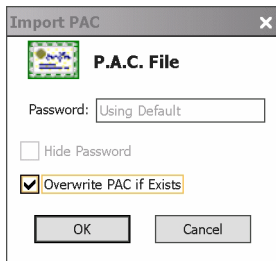 Import PAC
P.A.C. File
Password: Using Default
Hide Password
Overwrite PAC if Exists
OK Cancel